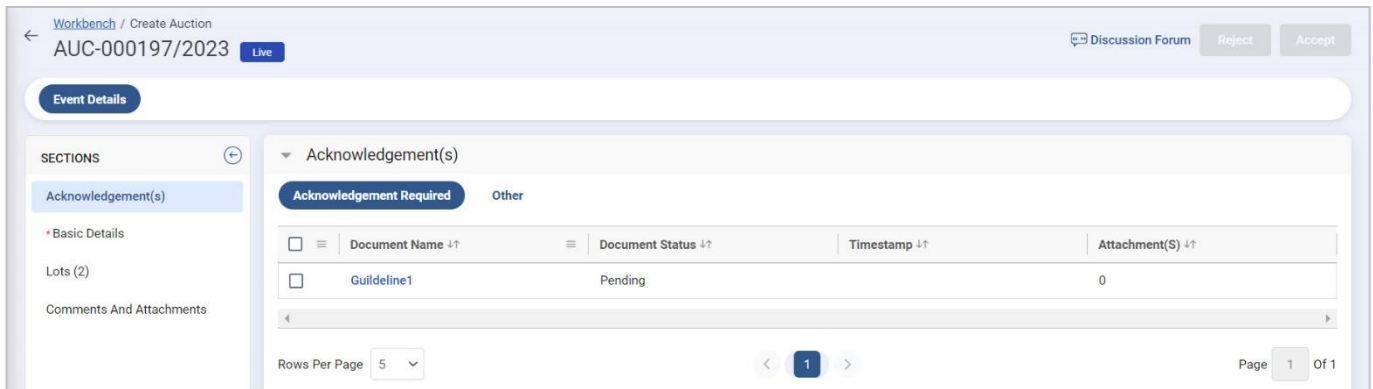 Workbench / Create Auction
AUC-000197/2023 Live
Discussion Forum Reject Accept
Event Details
SECTIONS
Acknowledgement(s)
* Basic Details
Lots (2)
Comments And Attachments
Acknowledgement(s)
Acknowledgement Required Other
Document Name Document Status Timestamp Attachment(S)
Guildeline1 Pending 0
Rows Per Page 5 1 Page 1 Of 1